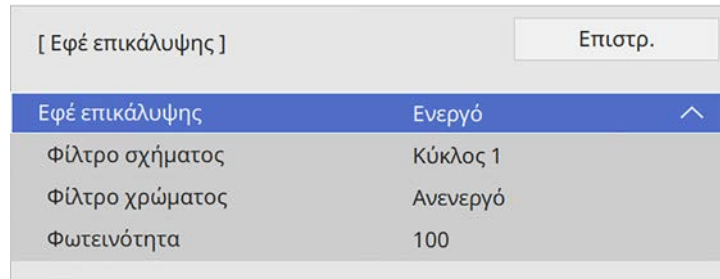 [ Εφέ επικάλυψης ] Επιστρ.
Εφέ επικάλυψης Ενεργό
Φίλτρο σχήματος Κύκλος 1
Φίλτρο χρώματος Ανενεργό
Φωτεινότητα 100